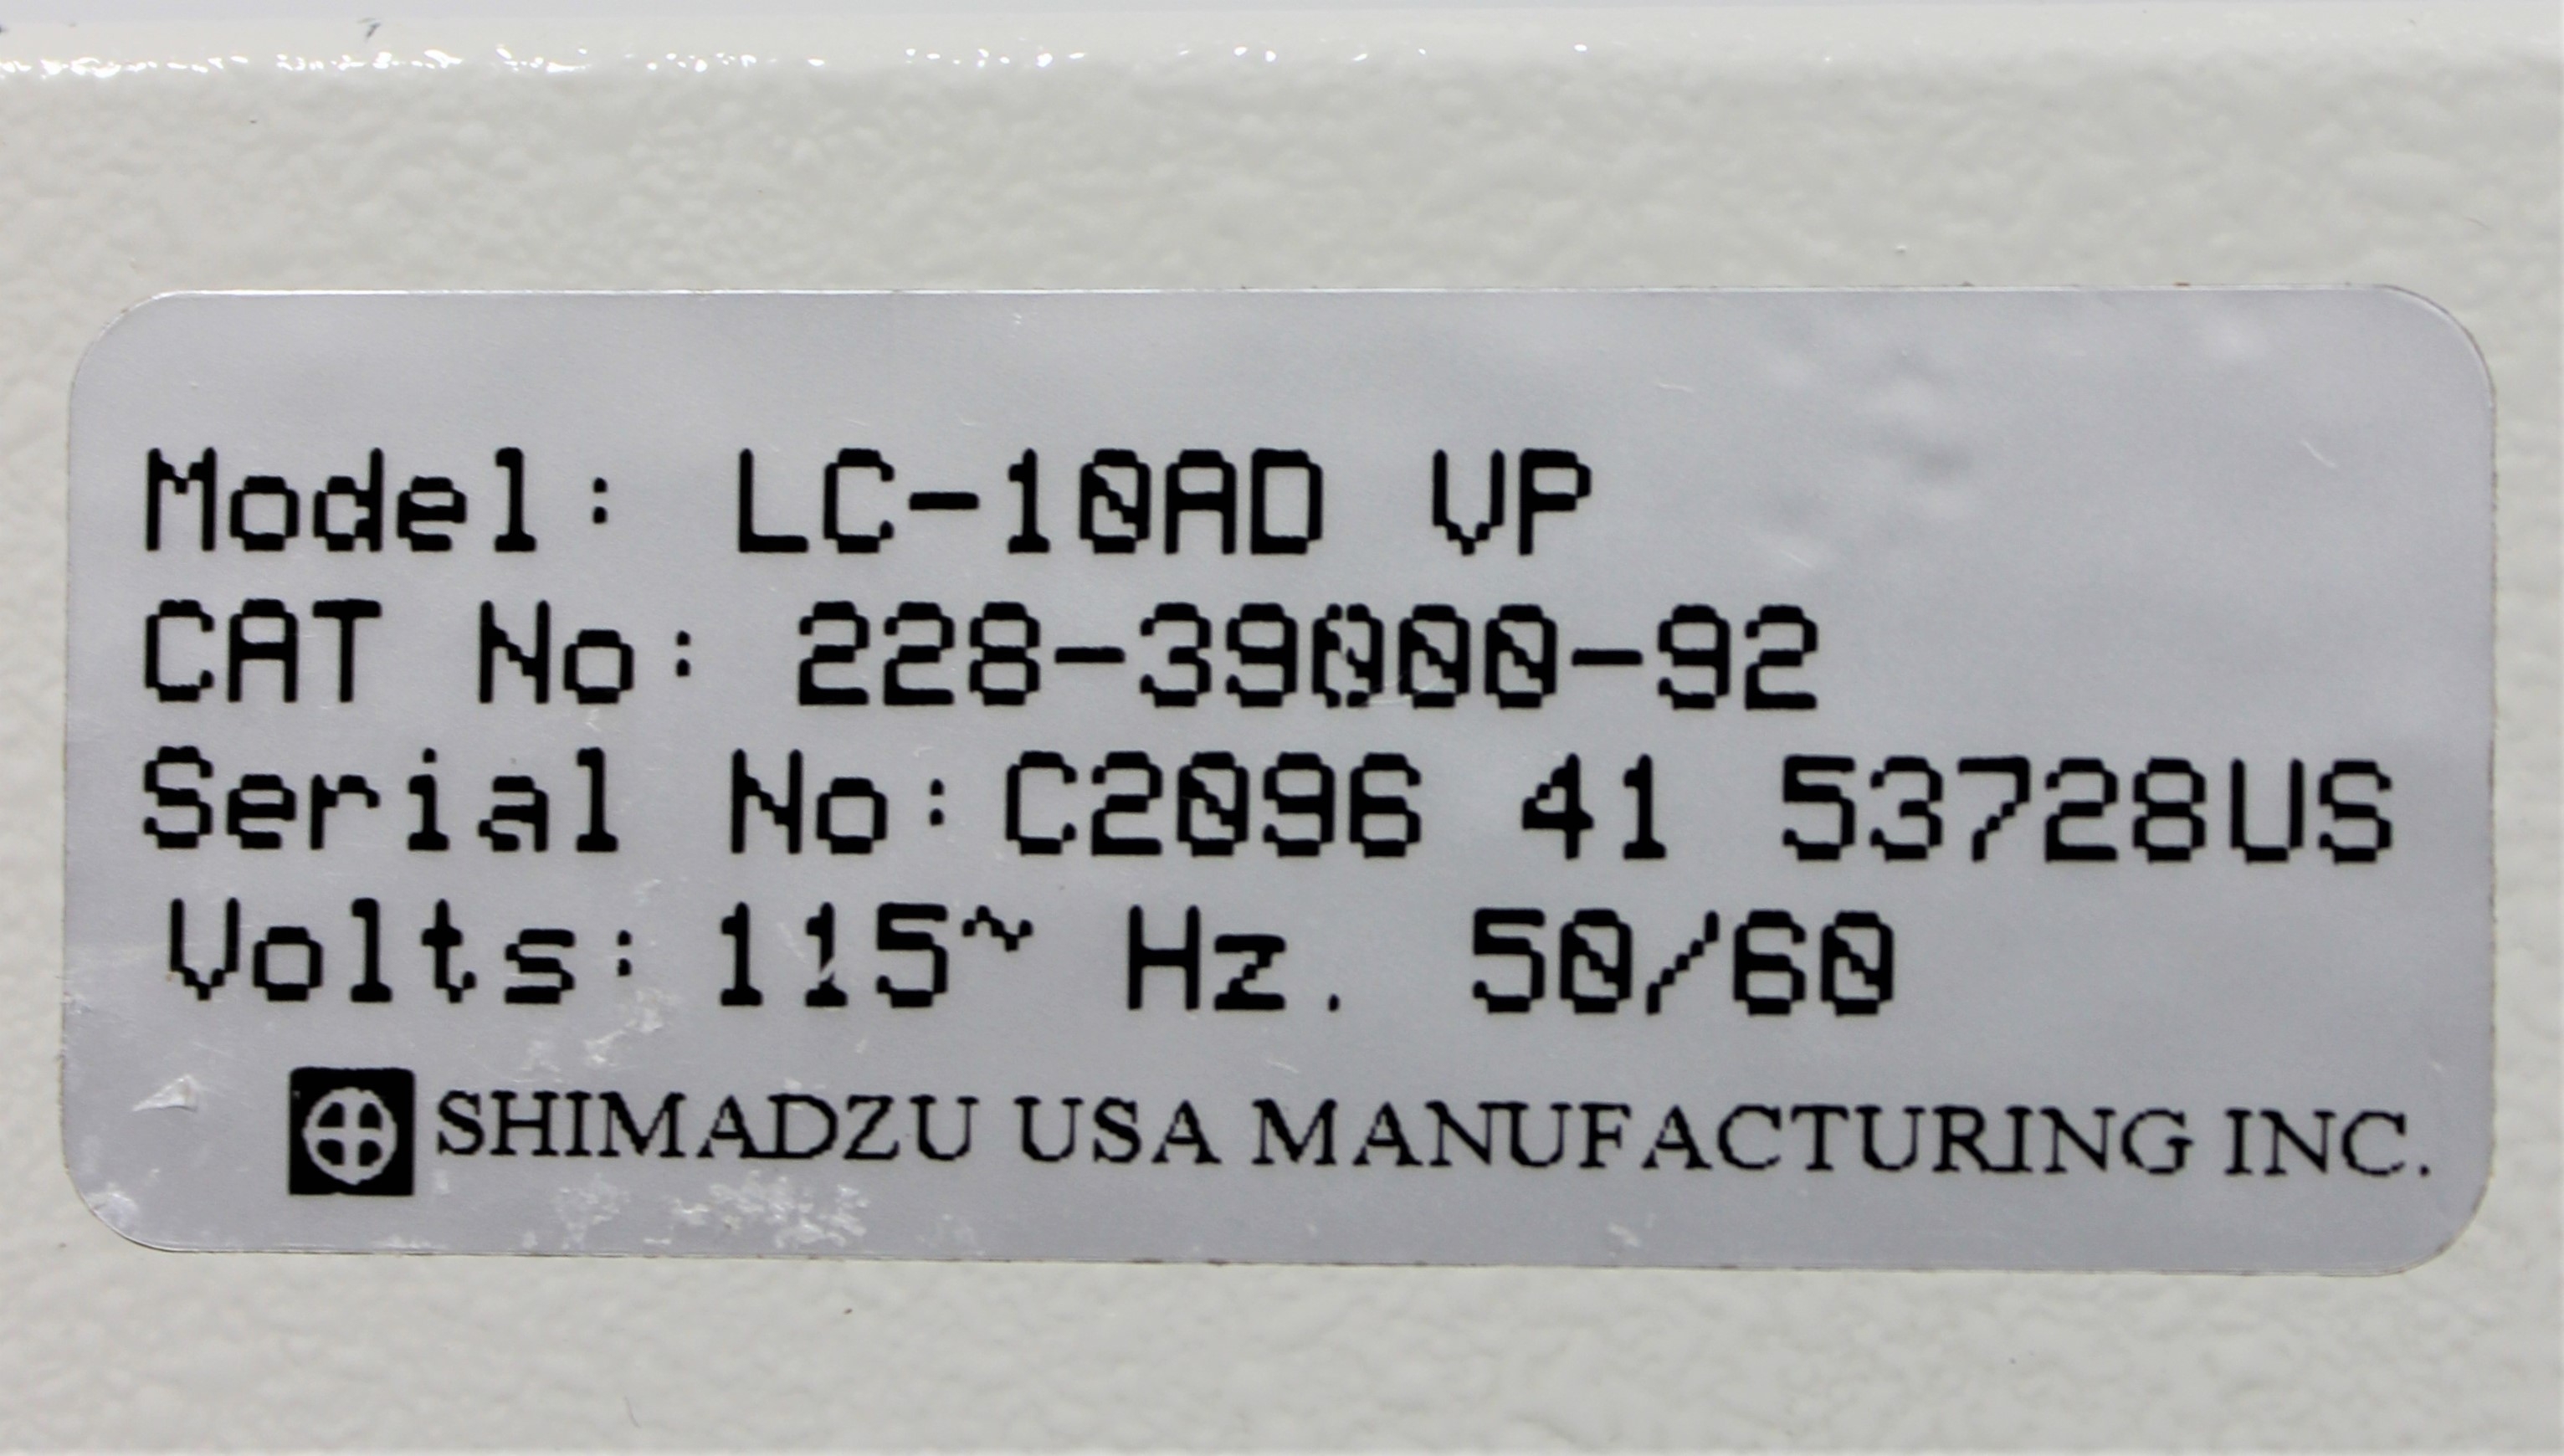 Model: LC-10AD VP
CAT No: 228-39000-92
Serial No:C2096 41 53728US
Volts: 115~ Hz. 50/60
SHIMADZU USA MANUFACTURING INC.